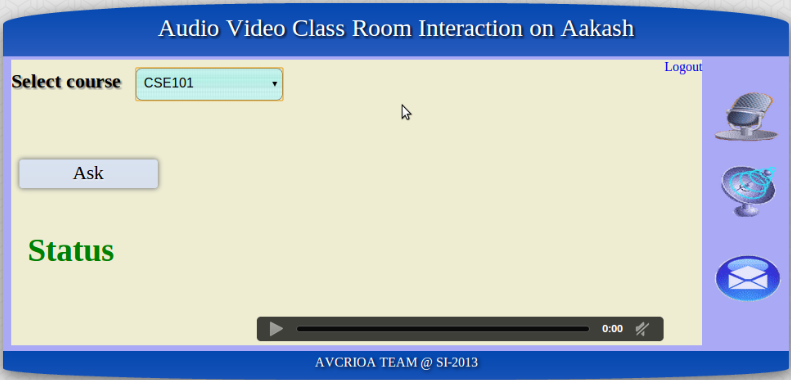 Audio Video Class Room Interaction on Aakash
Logout
Select course CSE101
Ask
Status
0:00
AVCRIOA TEAM @ SI-2013